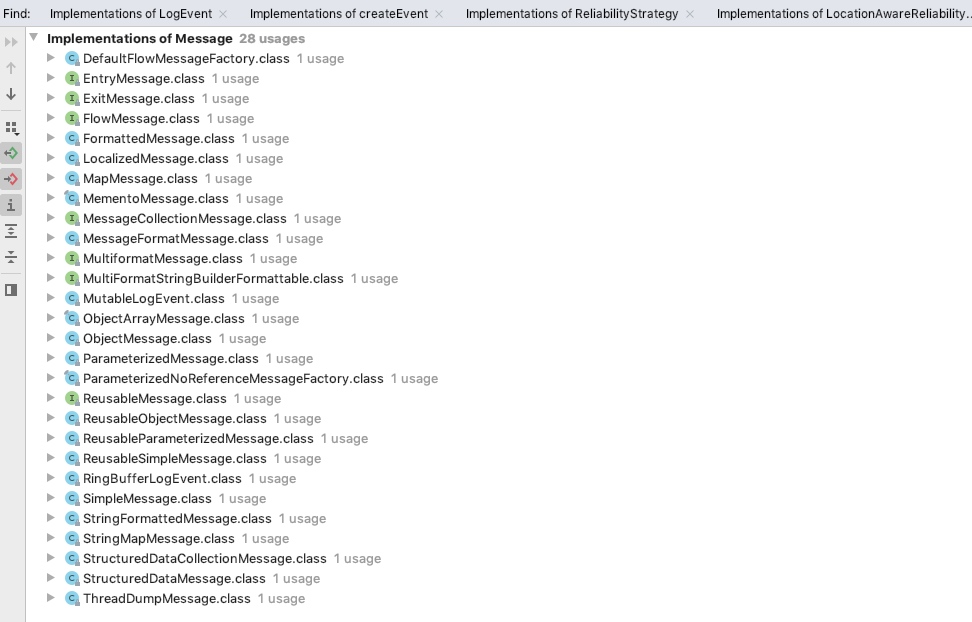 Find: Implementations of LogEvent Implementations of createEvent Implementations of ReliabilityStrategy Implementations of LocationAwareReliability...
Implementations of Message 28 usages
DefaultFlowMessageFactory.class 1 usage
EntryMessage.class 1 usage
ExitMessage.class 1 usage
FlowMessage.class 1 usage
FormattedMessage.class 1 usage
LocalizedMessage.class 1 usage
MapMessage.class 1 usage
MementoMessage.class 1 usage
MessageCollectionMessage.class 1 usage
MessageFormatMessage.class 1 usage
MultiformatMessage.class 1 usage
MultiFormatStringBuilderFormattable.class 1 usage
MutableLogEvent.class 1 usage
ObjectArrayMessage.class 1 usage
ObjectMessage.class 1 usage
ParameterizedMessage.class 1 usage
ParameterizedNoReferenceMessageFactory.class 1 usage
ReusableMessage.class 1 usage
ReusableObjectMessage.class 1 usage
ReusableParameterizedMessage.class 1 usage
ReusableSimpleMessage.class 1 usage
RingBufferLogEvent.class 1 usage
SimpleMessage.class 1 usage
StringFormattedMessage.class 1 usage
StringMapMessage.class 1 usage
StructuredDataCollectionMessage.class 1 usage
StructuredDataMessage.class 1 usage
ThreadDumpMessage.class 1 usage